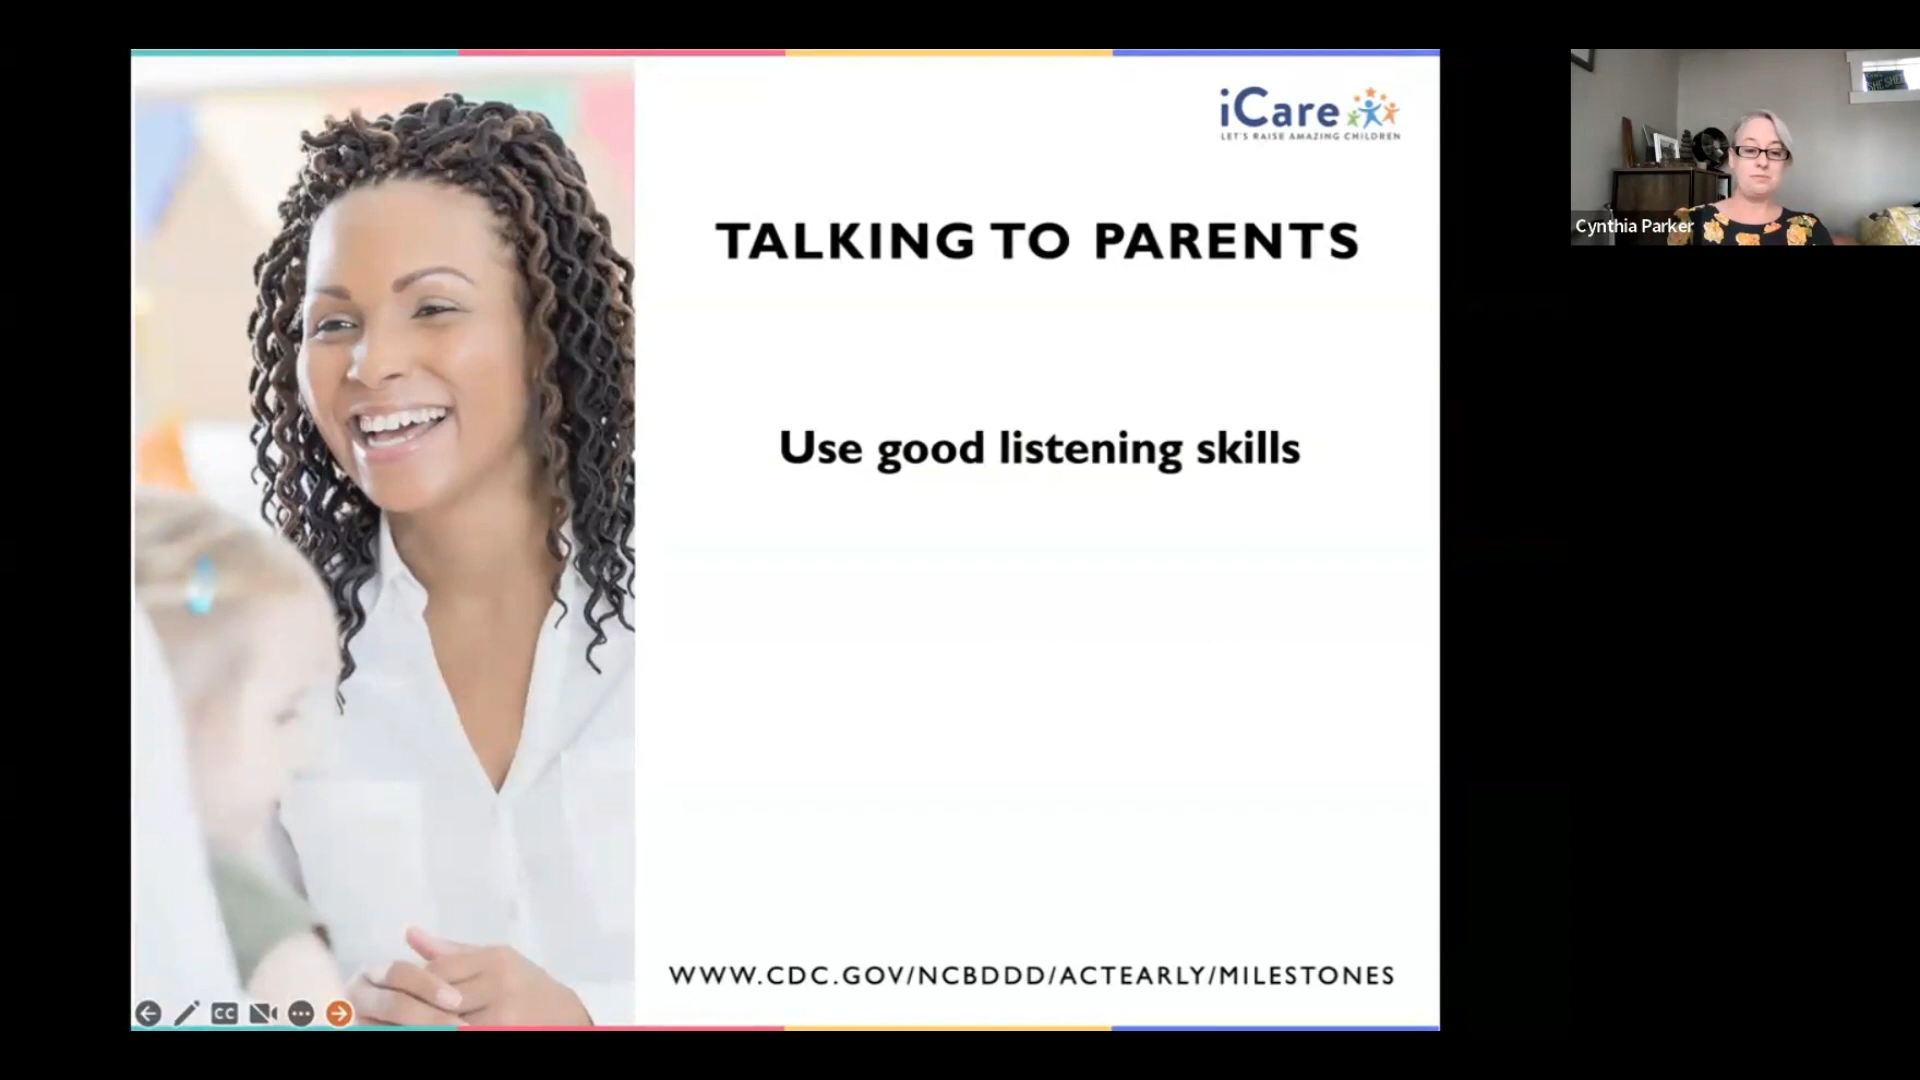 iCare
LET'S RAISE AMAZING CHILDREN
TALKING TO PARENTS
Use good listening skills
WWW.CDC.GOV/NCBDDD/ACTEARLY/MILESTONES
CC
Cynthia Parker